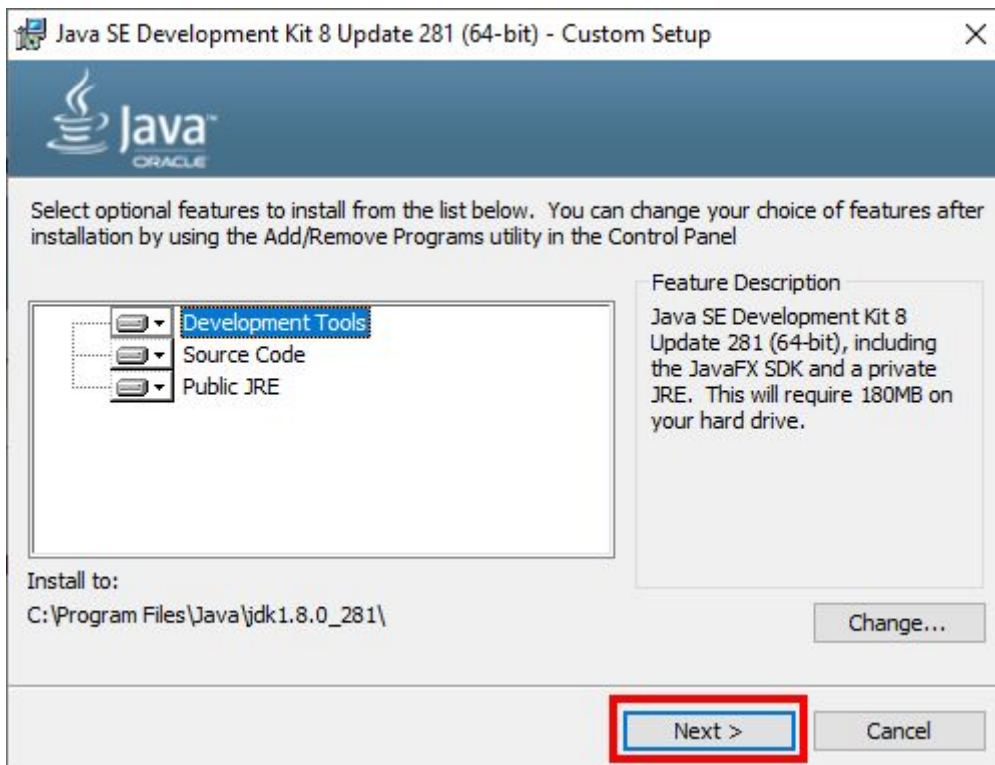 Java SE Development Kit 8 Update 281 (64-bit) - Custom Setup
Java™
ORACLE
Select optional features to install from the list below.  You can change your choice of features after
installation by using the Add/Remove Programs utility in the Control Panel
Development Tools
Source Code
Public JRE
Feature Description
Java SE Development Kit 8
Update 281 (64-bit), including
the JavaFX SDK and a private
JRE.  This will require 180MB on
your hard drive.
Install to:
C:\Program Files\Java\jdk1.8.0_281\
Change...
Next >
Cancel